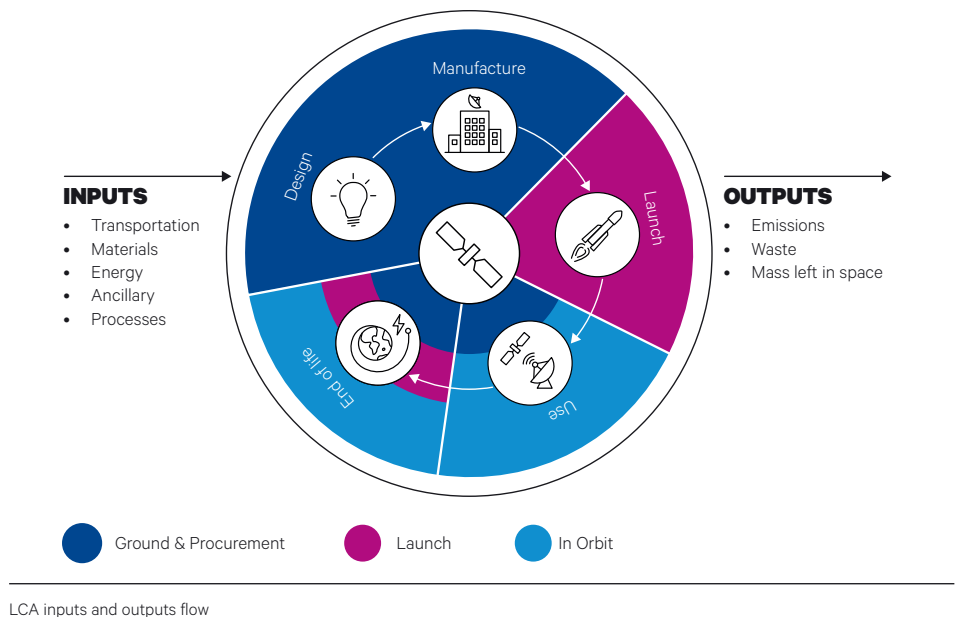 Manufacture
Design
Launch
Use
End of life
INPUTS
• Transportation
• Materials
• Energy
• Ancillary
• Processes
OUTPUTS
• Emissions
• Waste
• Mass left in space
Ground & Procurement
Launch
In Orbit
LCA inputs and outputs flow